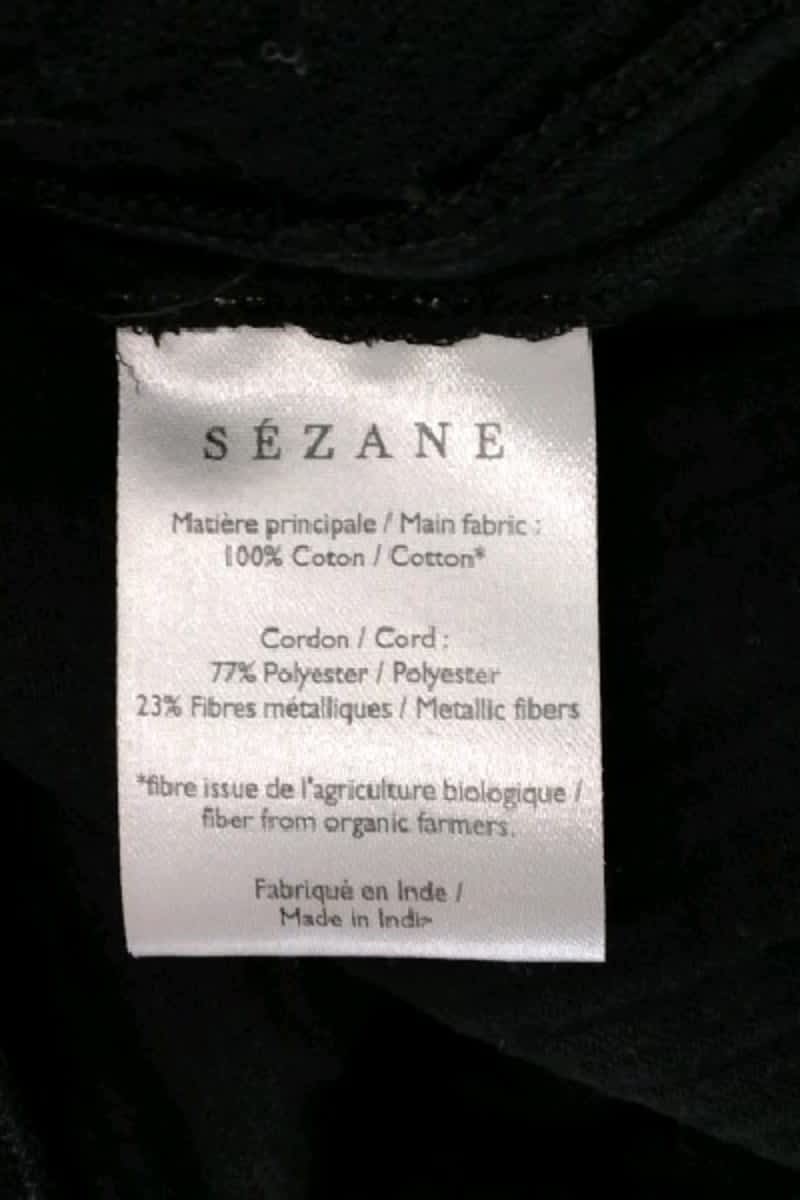 SÉZANE
Matière principale / Main fabric :
100% Coton / Cotton*
Cordon / Cord :
77% Polyester / Polyester
23% Fibres métalliques / Metallic fibers
*fibre issue de l'agriculture biologique /
fiber from organic farmers.
Fabriqué en Inde /
Made in India